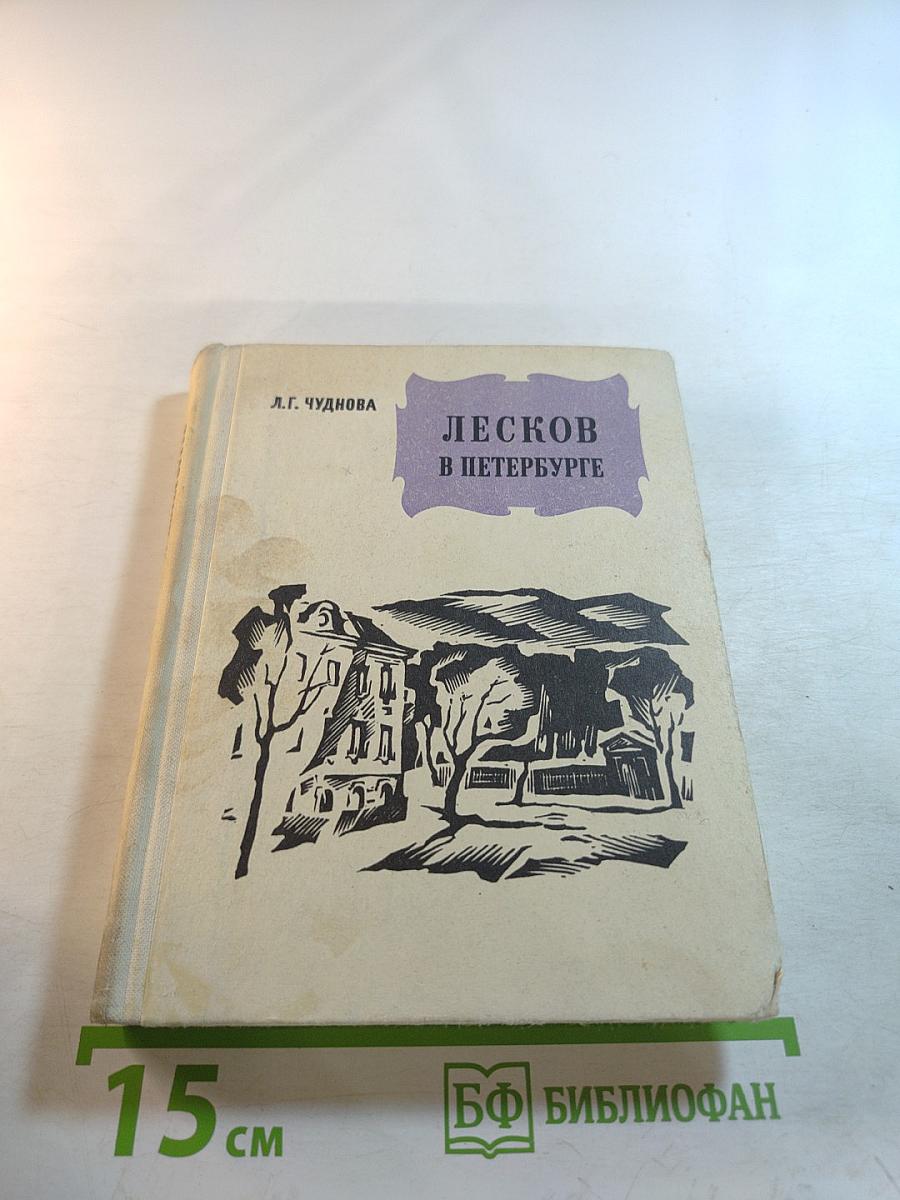 Л.Г. ЧУДНОВА
ЛЕСКОВ
В ПЕТЕРБУРГЕ
15 см
БФ БИБЛИОФАН